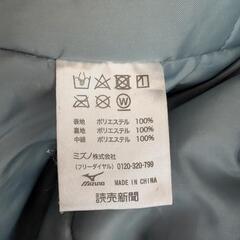 表地 ポリエステル 100%
裏地 ポリエステル 100%
中綿 ポリエステル 100%
ミズノ株式会社
(フリーダイヤル) 0120-320-799
MIZUNO MADE IN CHINA
読売新聞